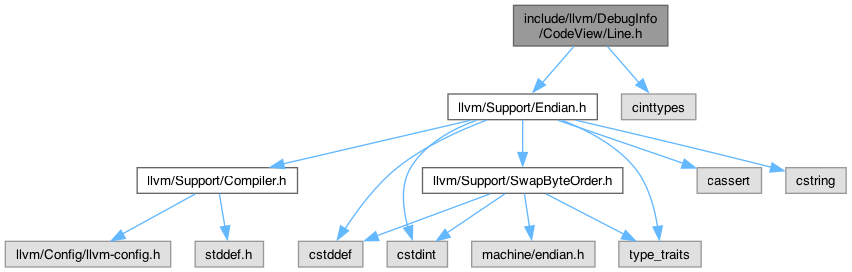 include/llvm/DebugInfo
/CodeView/Line.h
llvm/Support/Endian.h
cinttypes
llvm/Support/Compiler.h
llvm/Support/SwapByteOrder.h
cassert
cstring
llvm/Config/llvm-config.h
stddef.h
cstddef
cstdint
machine/endian.h
type_traits